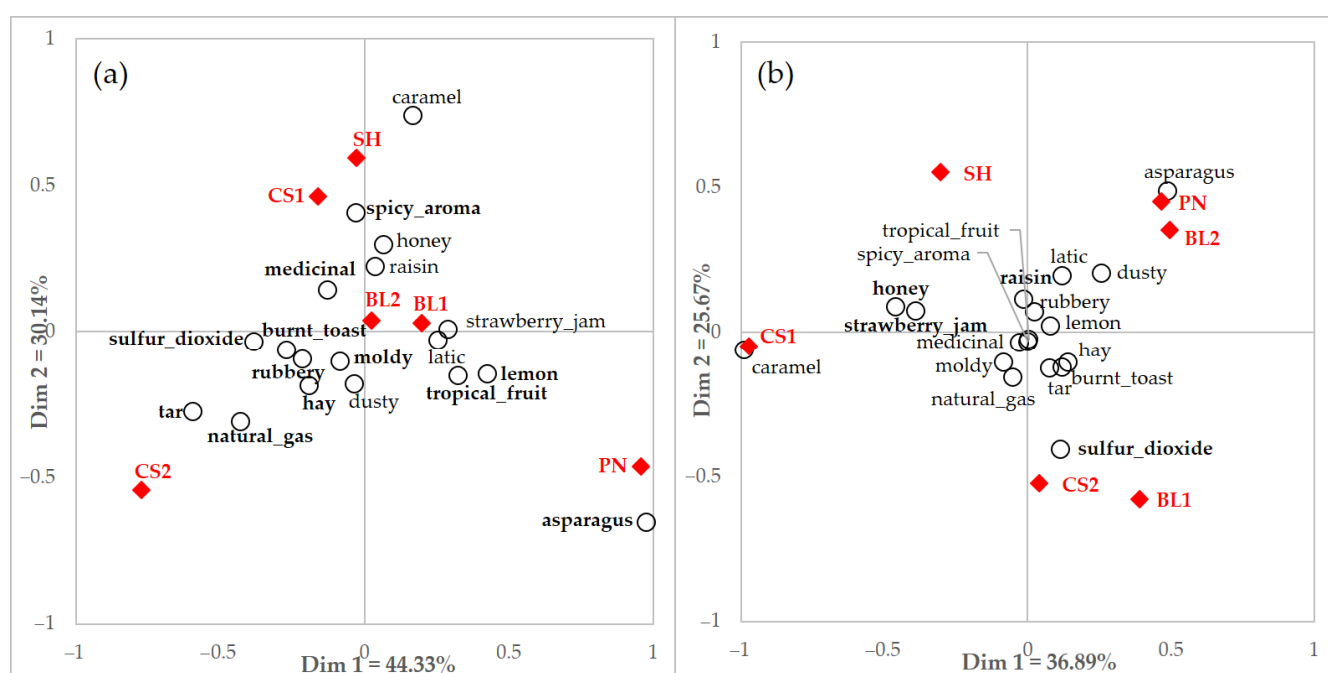 (a)
1
0.5
0
−0.5
−1
Dim 2 = 30.14%
caramel
SH
CS1
spicy_aroma
honey
raisin
medicinal
BL2
BL1
strawberry_jam
burnt_toast
sulfur_dioxide
latic
moldy
rubbery
lemon
tropical_fruit
hay
dusty
tar
natural_gas
CS2
PN
asparagus
−1
−0.5
0
0.5
1
Dim 1 = 44.33%
(b)
1
0.5
0
−0.5
−1
Dim 2 = 25.67%
asparagus
SH
PN
tropical_fruit
BL2
spicy_aroma
latic
dusty
raisin
honey
rubbery
strawberry_jam
lemon
CS1
medicinal
hay
caramel
moldy
burnt_toast
tar
natural_gas
sulfur_dioxide
CS2
BL1
−1
−0.5
0
0.5
1
Dim 1 = 36.89%